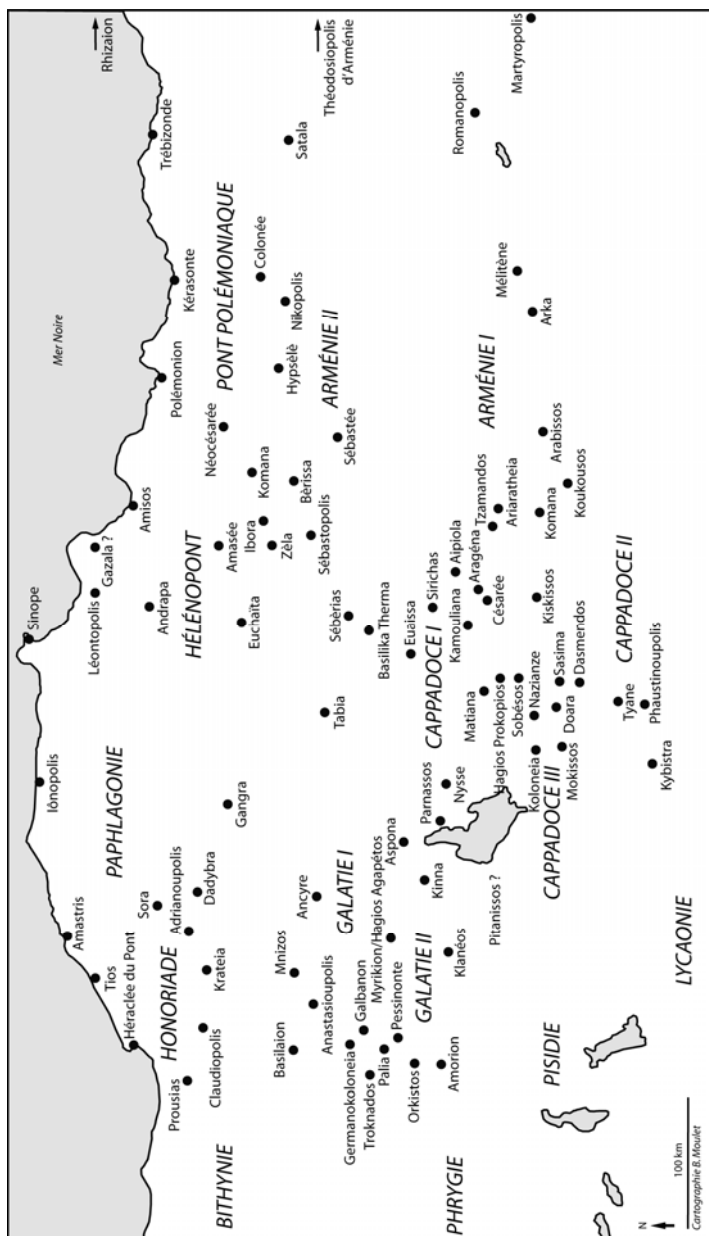 Rhizaion
Théodosiopolis
d'Arménie
Mer Noire
Sinope
Iônopolis
Amastris
Tios
Héraclée du Pont
Léontopolis
Gazala ?
Amisos
Polémonion
Kérasonte
Trébizonde
PAPHLAGONIE
HONORIADE
HÉLÉNOPONT
PONT POLÉMONIAQUE
Sora
Adrianoupolis
Dadybra
Prousias
Claudiopolis
Krateia
Gangra
Andrapa
Euchaïta
Amasée
Ibora
Zèla
Komana
Néocésarée
Bèrissa
Sébastopolis
Colonée
Nikopolis
Hypsèlè
Satala
ARMÉNIE II
Sébastée
BITHYNIE
Basilaion
Mnizos
Anastasioupolis
Ancyre
GALATIE I
Tabia
Sébérias
Basilika Therma
Euaissa
Germanokoloneia
Galbanon
Troknados
Palia
Pessinonte
Myrikion/Hagios Agapétos
Orkistos
Amorion
GALATIE II
Klanéos
Kinna
Aspona
Pitanissos ?
Parnassos
Nysse
CAPPADOCE I
Sirichas
Kamouliana
Aipiola
Aragéna
Césarée
Tzamandos
Ariaratheia
ARMÉNIE I
Matiana
Hagios Prokopios
Sobésos
Nazianze
Koloneia
Mokissos
Doara
Sasima
Dasmendos
Kiskissos
Komana
Koukousos
Arabissos
Arka
Mélitène
Romanopolis
Martyropolis
CAPPADOCE III
CAPPADOCE II
Tyane
Phaustinoupolis
Kybistra
PHRYGIE
PISIDIE
LYCAONIE
N
100 km
Cartographie B. Moulet